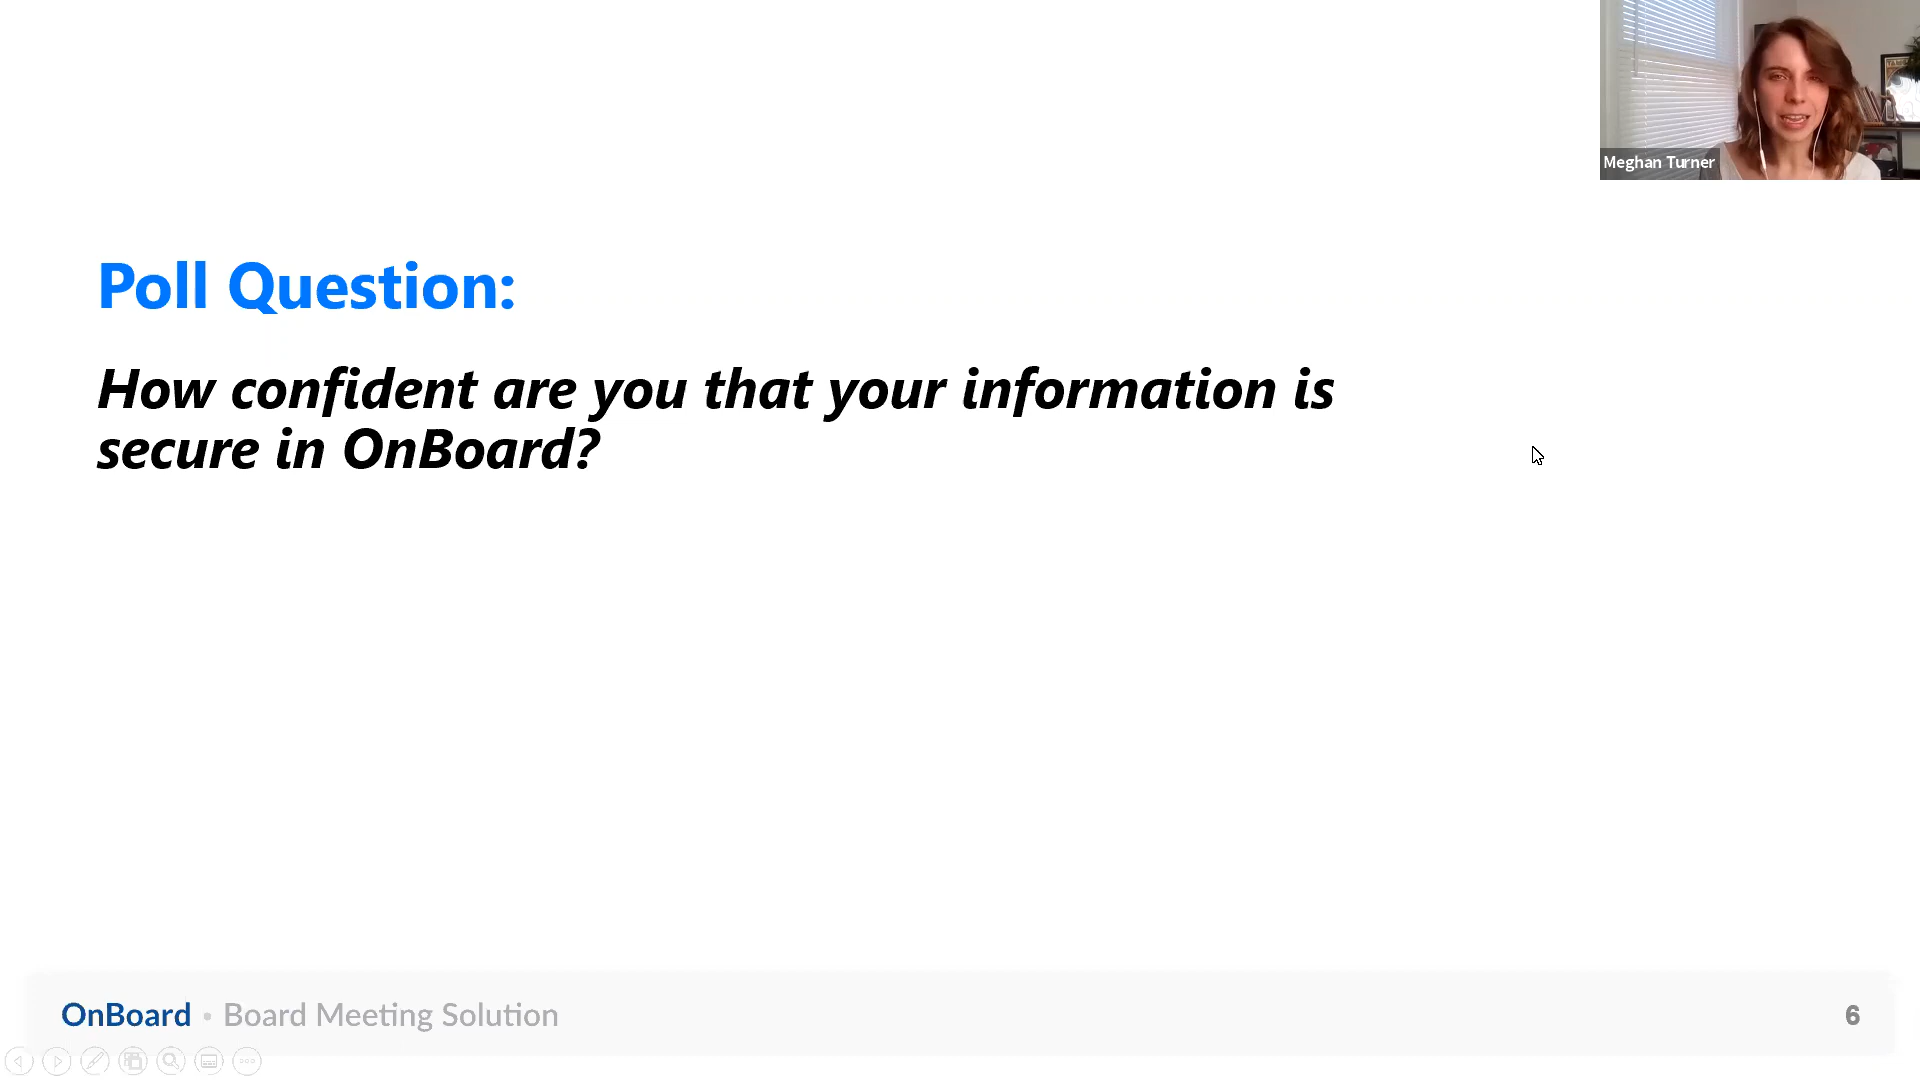 Meghan Turner
Poll Question:
How confident are you that your information is
secure in OnBoard?
OnBoard • Board Meeting Solution
6